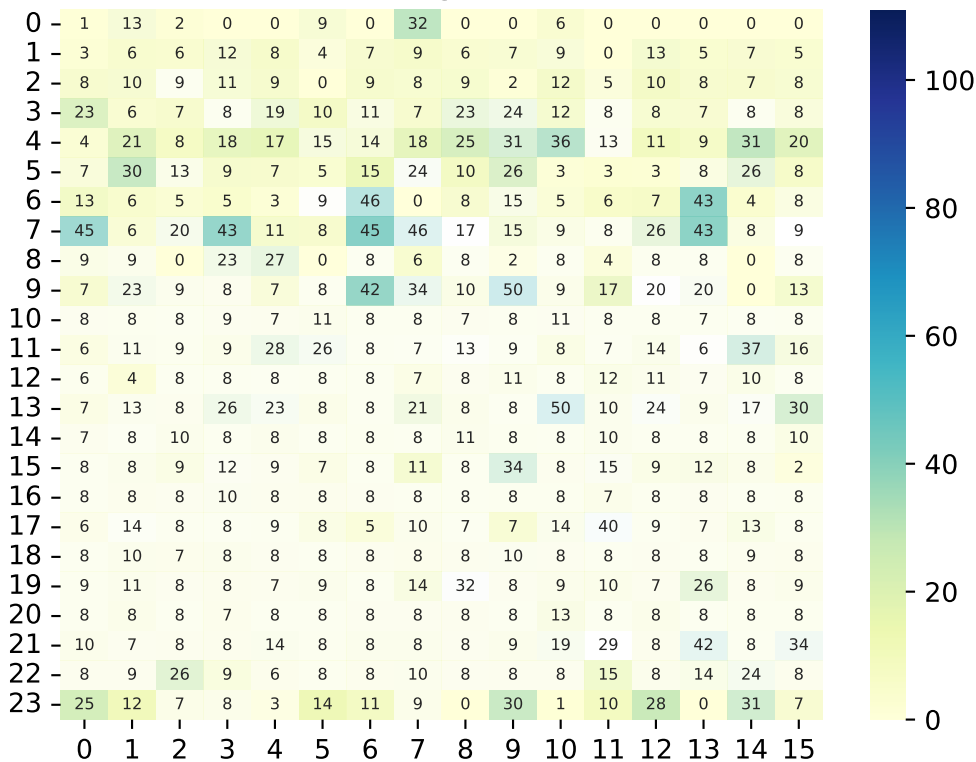 0 1 13 2 0 0 9 0 32 0 0 6 0 0 0 0 0
1 3 6 6 12 8 4 7 9 6 7 9 0 13 5 7 5
2 8 10 9 11 9 0 9 8 9 2 12 5 10 8 7 8
3 23 6 7 8 19 10 11 7 23 24 12 8 8 7 8 8
4 4 21 8 18 17 15 14 18 25 31 36 13 11 9 31 20
5 7 30 13 9 7 5 15 24 10 26 3 3 3 8 26 8
6 13 6 5 5 3 9 46 0 8 15 5 6 7 43 4 8
7 45 6 20 43 11 8 45 46 17 15 9 8 26 43 8 9
8 9 9 0 23 27 0 8 6 8 2 8 4 8 8 0 8
9 7 23 9 8 7 8 42 34 10 50 9 17 20 20 0 13
10 8 8 8 9 7 11 8 8 7 8 11 8 8 7 8 8
11 6 11 9 9 28 26 8 7 13 9 8 7 14 6 37 16
12 6 4 8 8 8 8 8 7 8 11 8 12 11 7 10 8
13 7 13 8 26 23 8 8 21 8 8 50 10 24 9 17 30
14 7 8 10 8 8 8 8 8 11 8 8 10 8 8 8 10
15 8 8 9 12 9 7 8 11 8 34 8 15 9 12 8 2
16 8 8 8 10 8 8 8 8 8 8 8 7 8 8 8 8
17 6 14 8 8 9 8 5 10 7 7 14 40 9 7 13 8
18 8 10 7 8 8 8 8 8 8 10 8 8 8 8 9 8
19 9 11 8 8 7 9 8 14 32 8 9 10 7 26 8 9
20 8 8 8 7 8 8 8 8 8 8 13 8 8 8 8 8
21 10 7 8 8 14 8 8 8 8 9 19 29 8 42 8 34
22 8 9 26 9 6 8 8 10 8 8 8 15 8 14 24 8
23 25 12 7 8 3 14 11 9 0 30 1 10 28 0 31 7
0 1 2 3 4 5 6 7 8 9 10 11 12 13 14 15
100
80
60
40
20
0